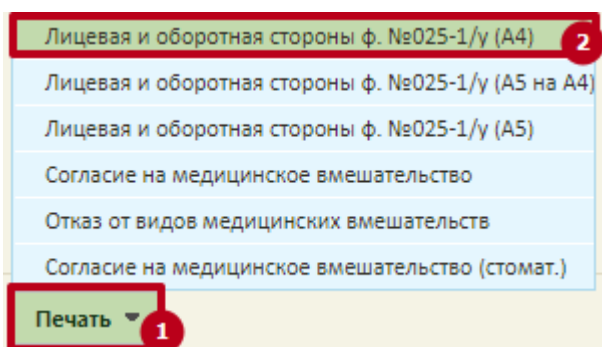 Лицевая и оборотная стороны ф. №025-1/у (А4)
2
Лицевая и оборотная стороны ф. №025-1/у (А5 на А4)
Лицевая и оборотная стороны ф. №025-1/у (А5)
Согласие на медицинское вмешательство
Отказ от видов медицинских вмешательств
Согласие на медицинское вмешательство (стомат.)
Печать
1